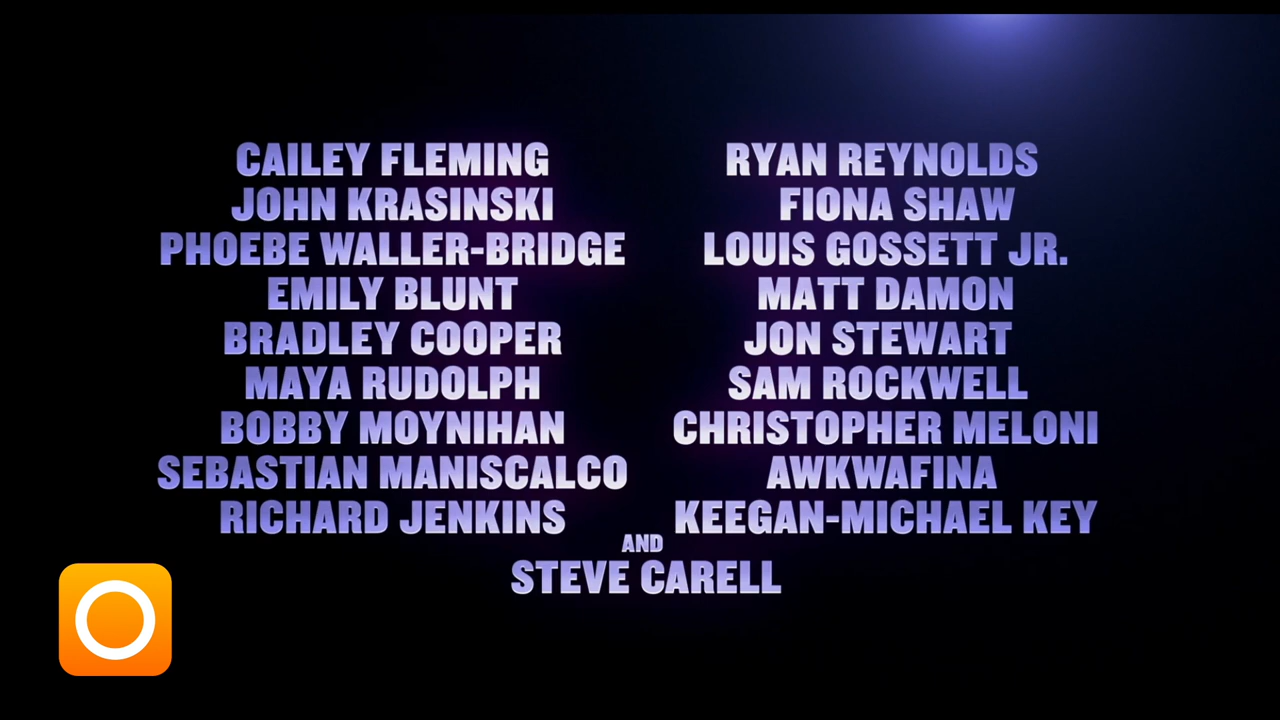 CAILEY FLEMING RYAN REYNOLDS
JOHN KRASINSKI FIONA SHAW
PHOEBE WALLER-BRIDGE LOUIS GOSSETT JR.
EMILY BLUNT MATT DAMON
BRADLEY COOPER JON STEWART
MAYA RUDOLPH SAM ROCKWELL
BOBBY MOYNIHAN CHRISTOPHER MELONI
SEBASTIAN MANISCALCO AWKWAFINA
RICHARD JENKINS KEEGAN-MICHAEL KEY
AND
STEVE CARELL